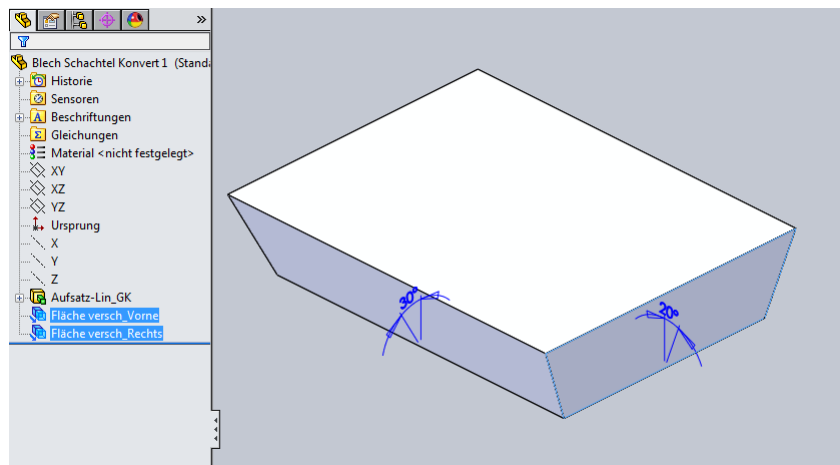 »
Blech Schachtel Konvert 1 (Standa
Historie
Sensoren
Beschriftungen
Gleichungen
Material <nicht festgelegt>
XY
XZ
YZ
Ursprung
X
Y
Z
Aufsatz-Lin_GK
Fläche versch_Vorne
Fläche versch_Rechts
30°
20°